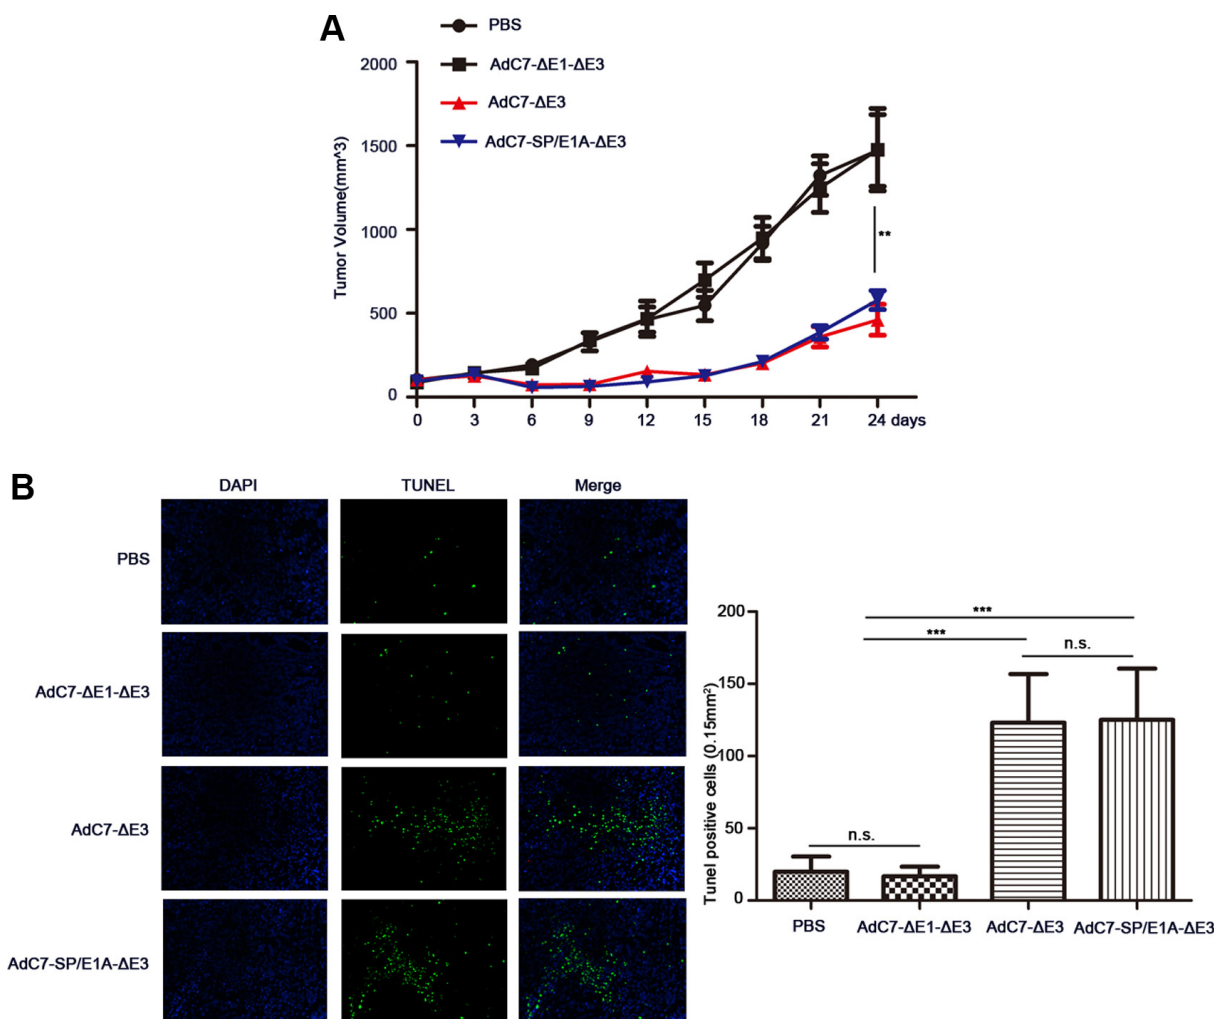 A
PBS
AdC7-ΔE1-ΔE3
AdC7-ΔE3
AdC7-SP/E1A-ΔE3
Tumor Volume(mm^3)
2000
1500
1000
500
0
**
0 3 6 9 12 15 18 21 24 days
B
DAPI TUNEL Merge
PBS
AdC7-ΔE1-ΔE3
AdC7-ΔE3
AdC7-SP/E1A-ΔE3
Tunel positive cells (0.15mm²)
200
150
100
50
0
***
***
n.s.
n.s.
PBS AdC7-ΔE1-ΔE3 AdC7-ΔE3 AdC7-SP/E1A-ΔE3